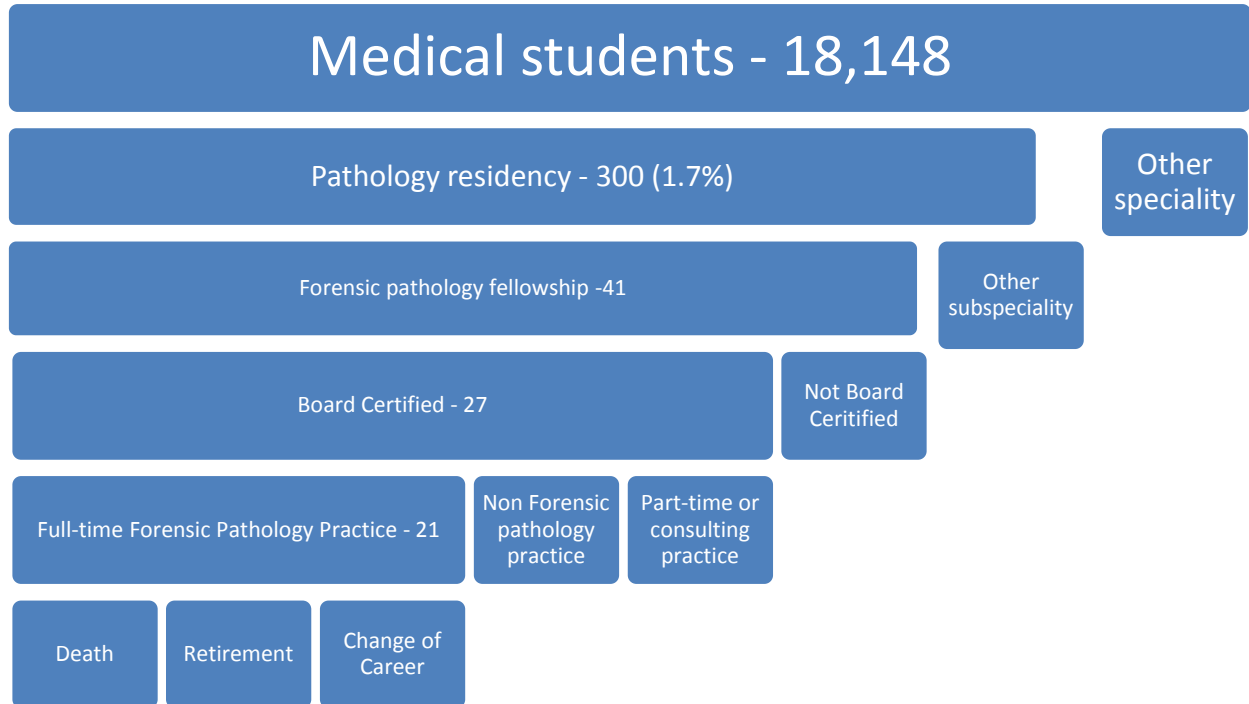 Medical students - 18,148
Pathology residency - 300 (1.7%)
Other
speciality
Forensic pathology fellowship -41
Other
subspeciality
Board Certified - 27
Not Board
Ceritified
Full-time Forensic Pathology Practice - 21
Non Forensic
pathology
practice
Part-time or
consulting
practice
Death
Retirement
Change of
Career